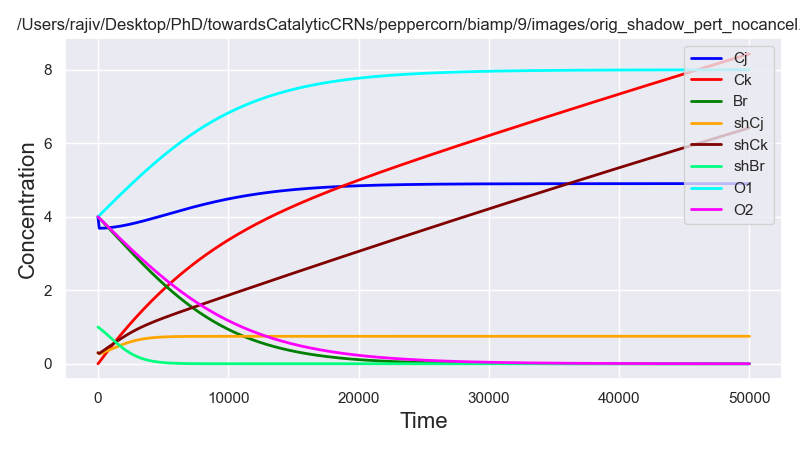 /Users/rajiv/Desktop/PhD/towardsCatalyticCRNs/peppercorn/biamp/9/images/orig_shadow_pert_nocancel.
Concentration
8
6
4
2
0
Cj
Ck
Br
shCj
shCk
shBr
O1
O2
0
10000
20000
30000
40000
50000
Time